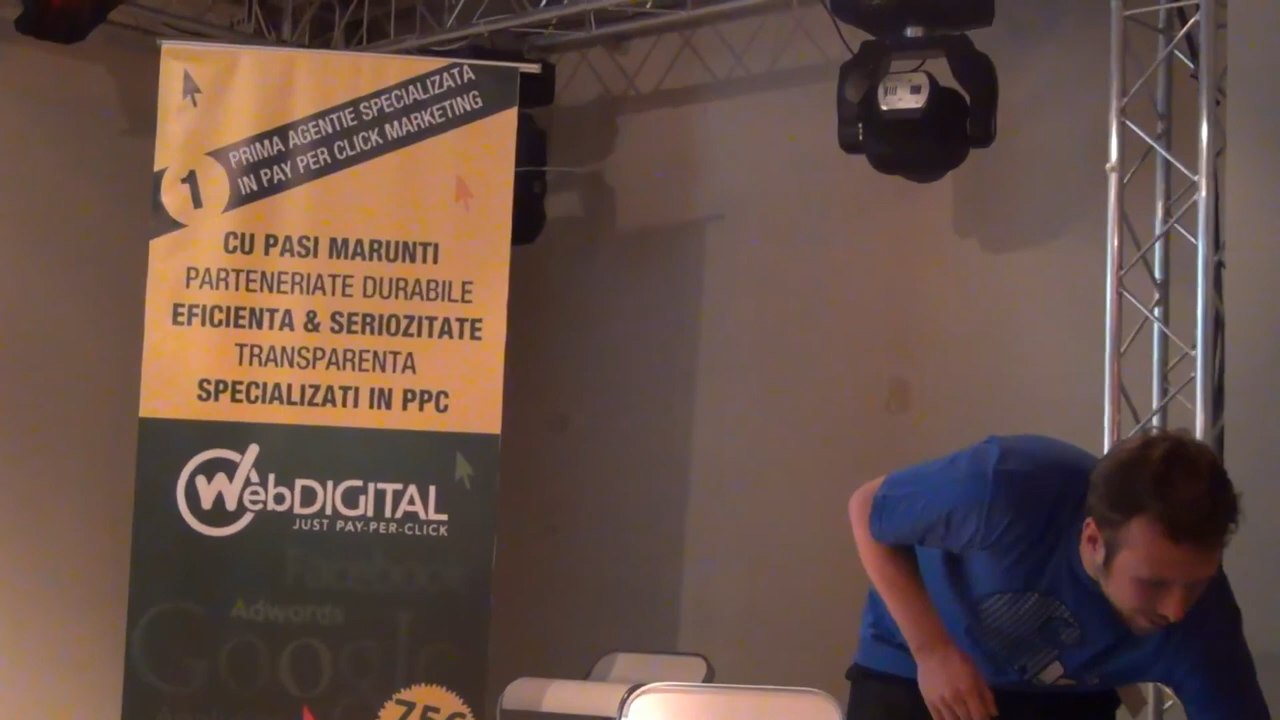 PRIMA AGENTIE SPECIALIZATA
IN PAY PER CLICK MARKETING
1
CU PASI MARUNTI
PARTENERIATE DURABILE
EFICIENTA & SERIOZITATE
TRANSPARENTA
SPECIALIZATI IN PPC
WebDIGITAL
JUST PAY-PER-CLICK
Facebook
Adwords
Google